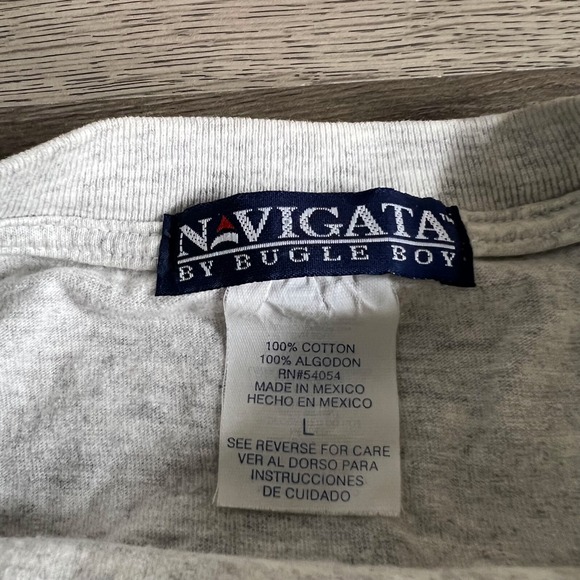 NAVIGATA™
BY BUGLE BOY
100% COTTON
100% ALGODON
RN#54054
MADE IN MEXICO
HECHO EN MEXICO
L
SEE REVERSE FOR CARE
VER AL DORSO PARA
INSTRUCCIONES
DE CUIDADO